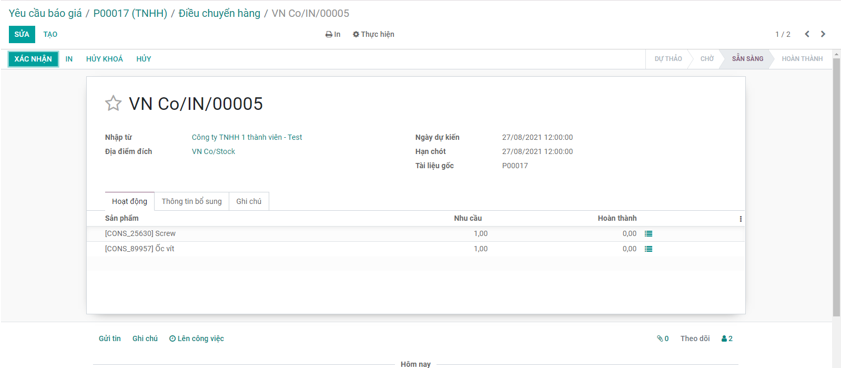 Yêu cầu báo giá / P00017 (TNHH) / Điều chuyển hàng / VN Co/IN/00005
SỬA TẠO In Thực hiện 1 / 2
XÁC NHẬN IN HỦY KHOÁ HỦY DỰ THẢO CHỜ SẴN SÀNG HOÀN THÀNH
VN Co/IN/00005
Nhập từ Công ty TNHH 1 thành viên - Test Ngày dự kiến 27/08/2021 12:00:00
Địa điểm đích VN Co/Stock Hạn chót 27/08/2021 12:00:00
Tài liệu gốc P00017
Hoạt động Thông tin bổ sung Ghi chú
Sản phẩm Nhu cầu Hoàn thành
[CONS_25630] Screw 1,00 0,00
[CONS_89957] Ốc vít 1,00 0,00
Gửi tin Ghi chú Lên công việc 0 Theo dõi 2
Hôm nay